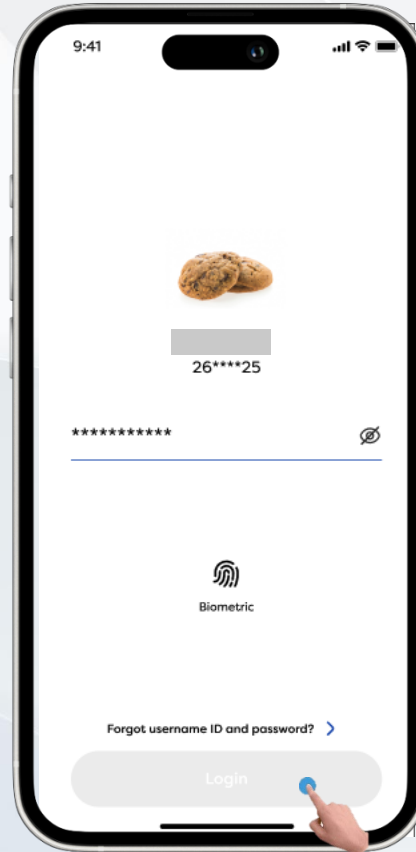 9:41
26****25
***********
Biometric
Forgot username ID and password?
Login